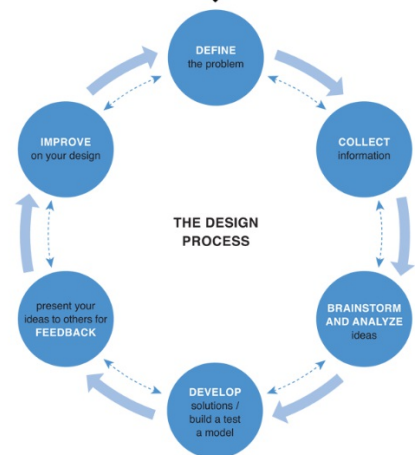 DEFINE
the problem
COLLECT
information
BRAINSTORM
AND ANALYZE
ideas
DEVELOP
solutions /
build a test
a model
present your
ideas to others for
FEEDBACK
IMPROVE
on your design
THE DESIGN
PROCESS